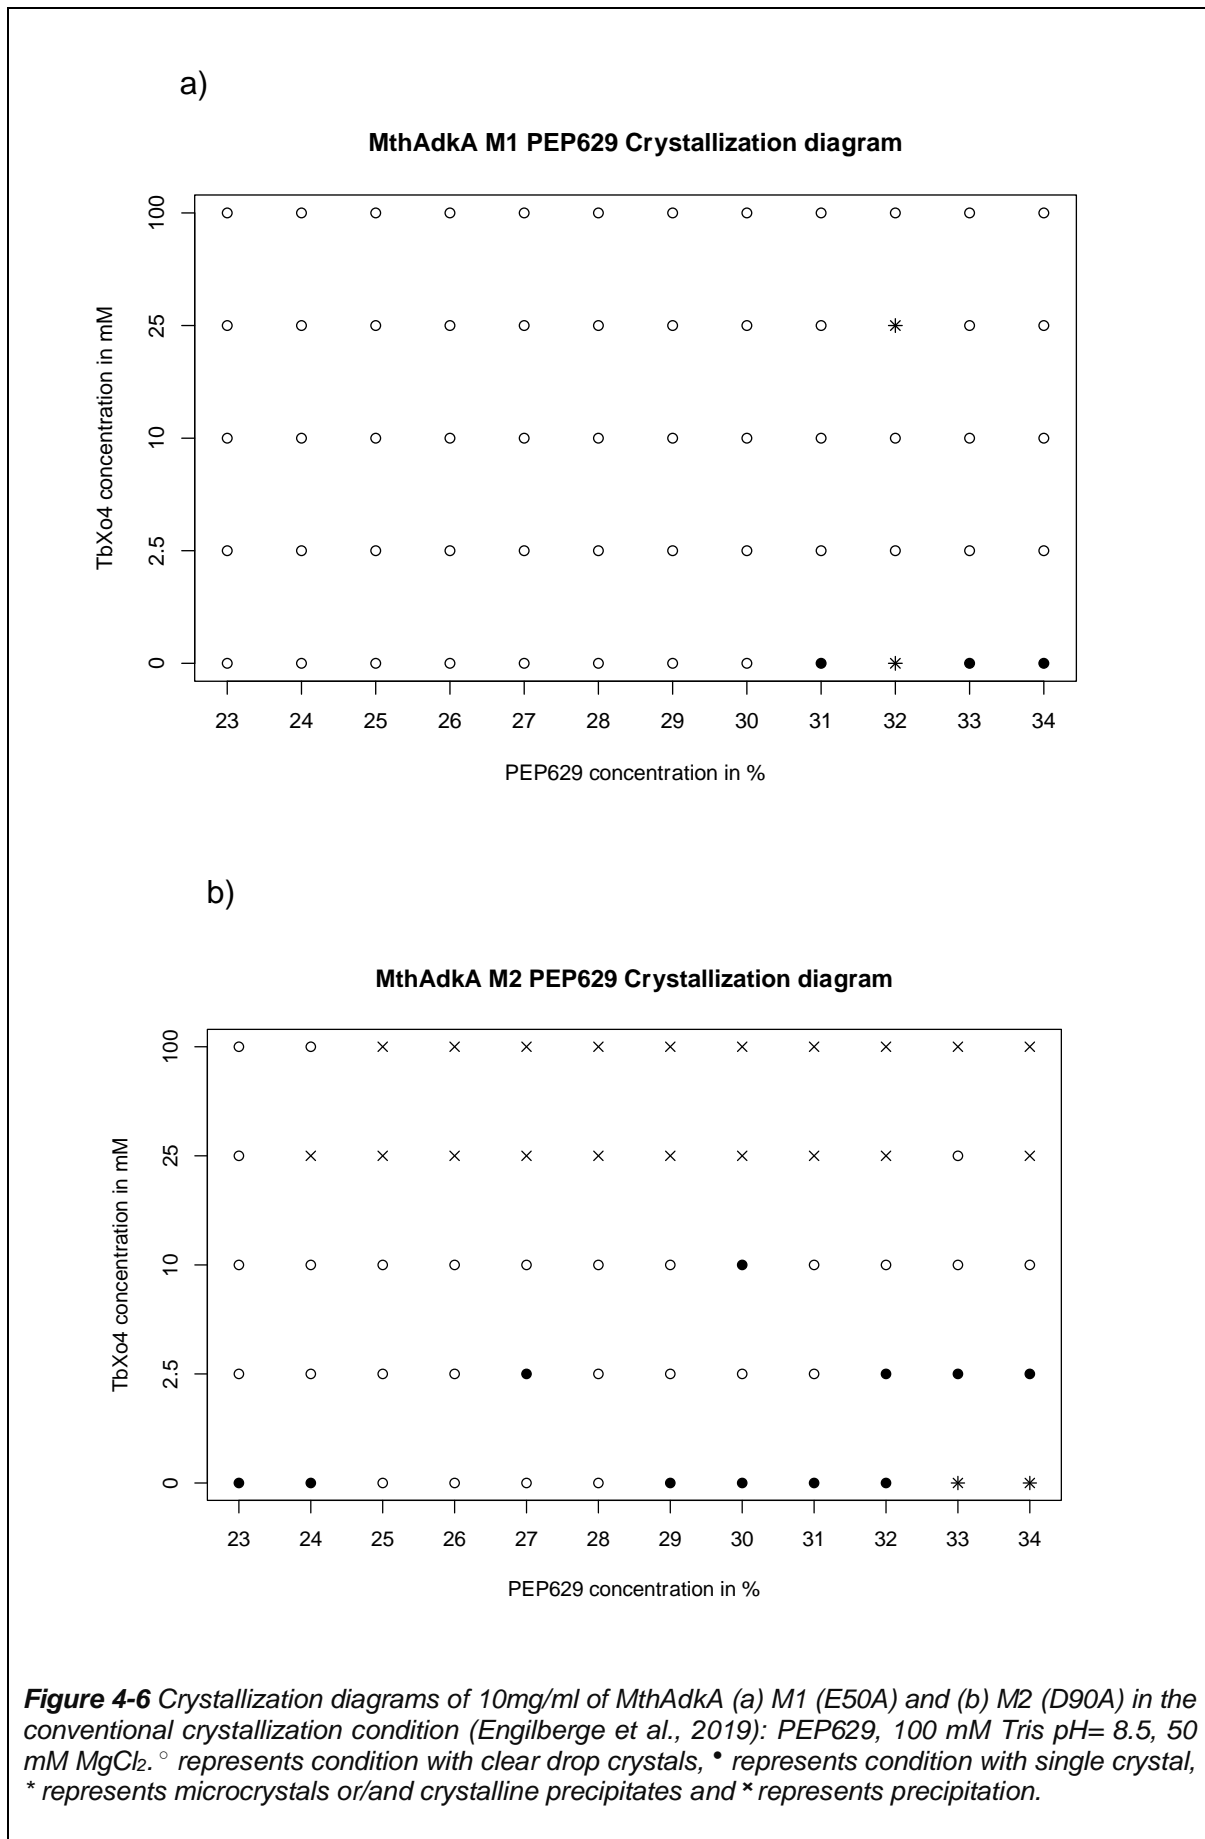 a)
MthAdkA M1 PEP629 Crystallization diagram
100
25
10
2.5
0
TbXo4 concentration in mM
23 24 25 26 27 28 29 30 31 32 33 34
PEP629 concentration in %
b)
MthAdkA M2 PEP629 Crystallization diagram
100
25
10
2.5
0
TbXo4 concentration in mM
23 24 25 26 27 28 29 30 31 32 33 34
PEP629 concentration in %
Figure 4-6 Crystallization diagrams of 10mg/ml of MthAdkA (a) M1 (E50A) and (b) M2 (D90A) in the
conventional crystallization condition (Engilberge et al., 2019): PEP629, 100 mM Tris pH= 8.5, 50
mM MgCl₂. ○ represents condition with clear drop crystals, • represents condition with single crystal,
* represents microcrystals or/and crystalline precipitates and × represents precipitation.